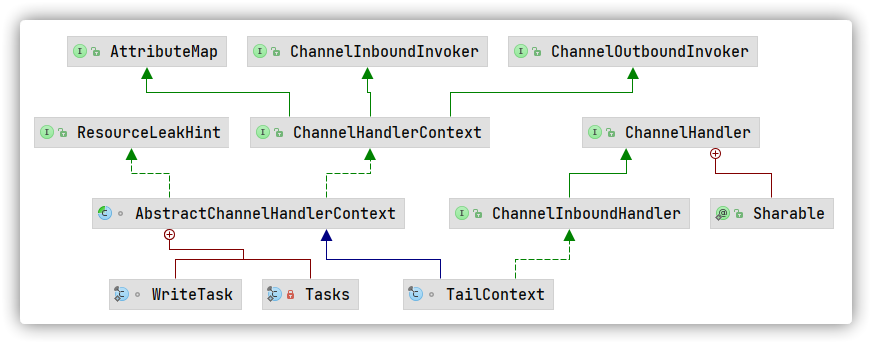 AttributeMap
ChannelInboundInvoker
ChannelOutboundInvoker
ResourceLeakHint
ChannelHandlerContext
ChannelHandler
AbstractChannelHandlerContext
ChannelInboundHandler
Sharable
WriteTask
Tasks
TailContext